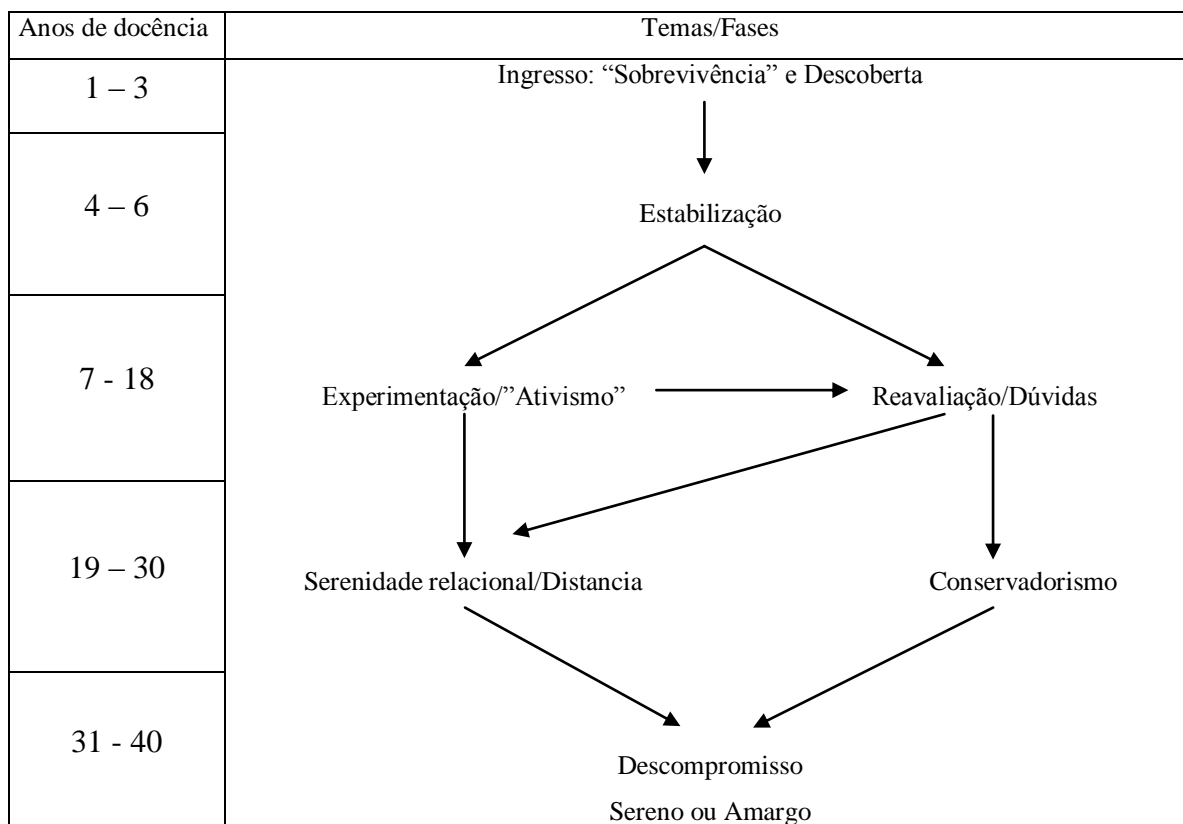 Anos de docência Temas/Fases
1 – 3 Ingresso: “Sobrevivência” e Descoberta
4 – 6 Estabilização
7 - 18 Experimentação/”Ativismo” Reavaliação/Dúvidas
19 – 30 Serenidade relacional/Distancia Conservadorismo
31 - 40 Descompromisso
Sereno ou Amargo